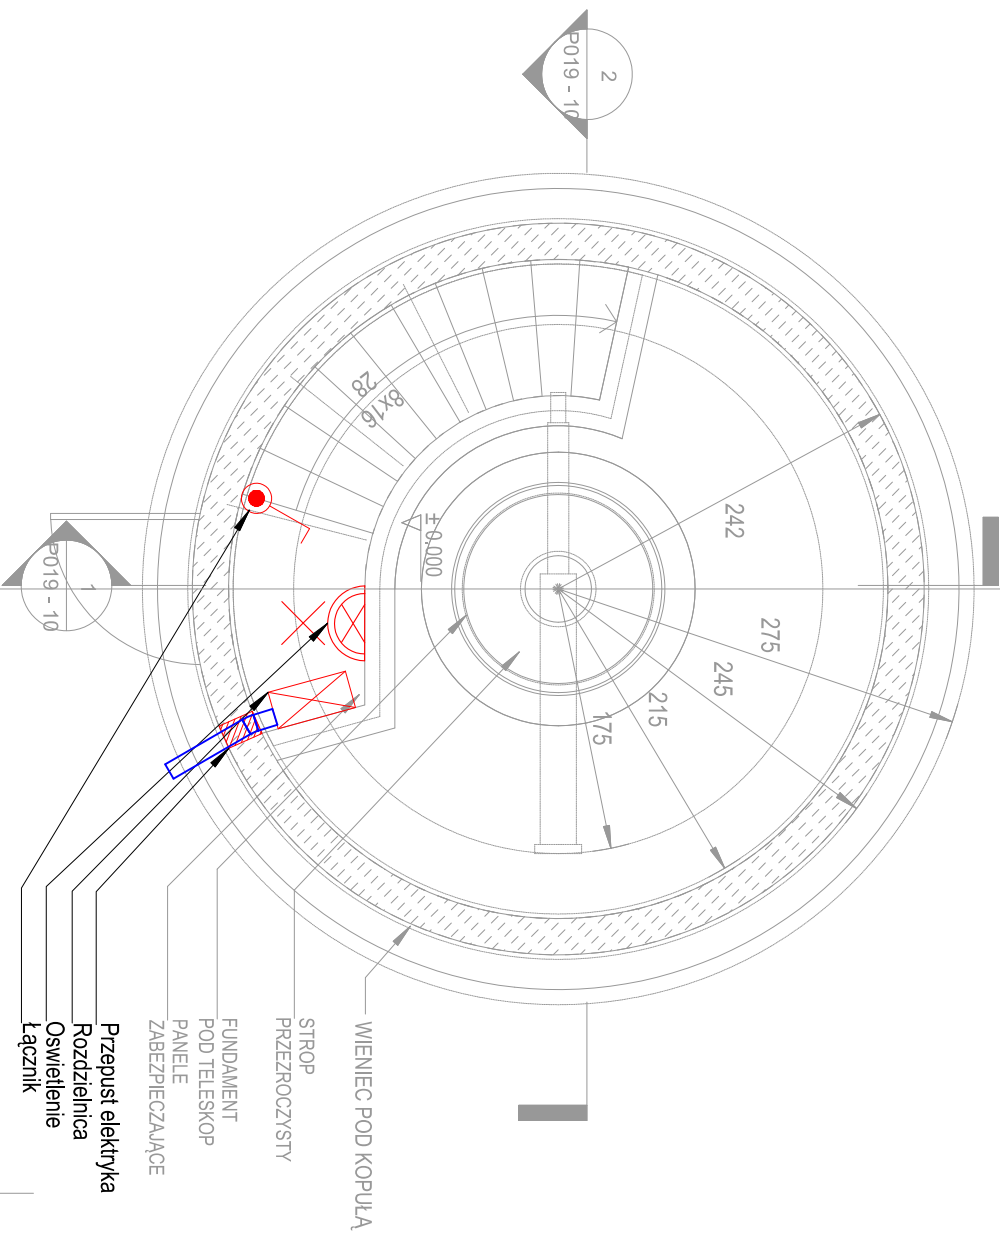 2
P019 - 10
1
P019 - 10
28
8x16
± 0.000
242
275
245
215
175
WIENIEC POD KOPUŁĄ
STROP
PRZEZROCZYSTY
FUNDAMENT
POD TELESKOP
PANELE
ZABEZPIECZAJĄCE
Przepust elektryka
Rozdzielnica
Oswietlenie
Łącznik